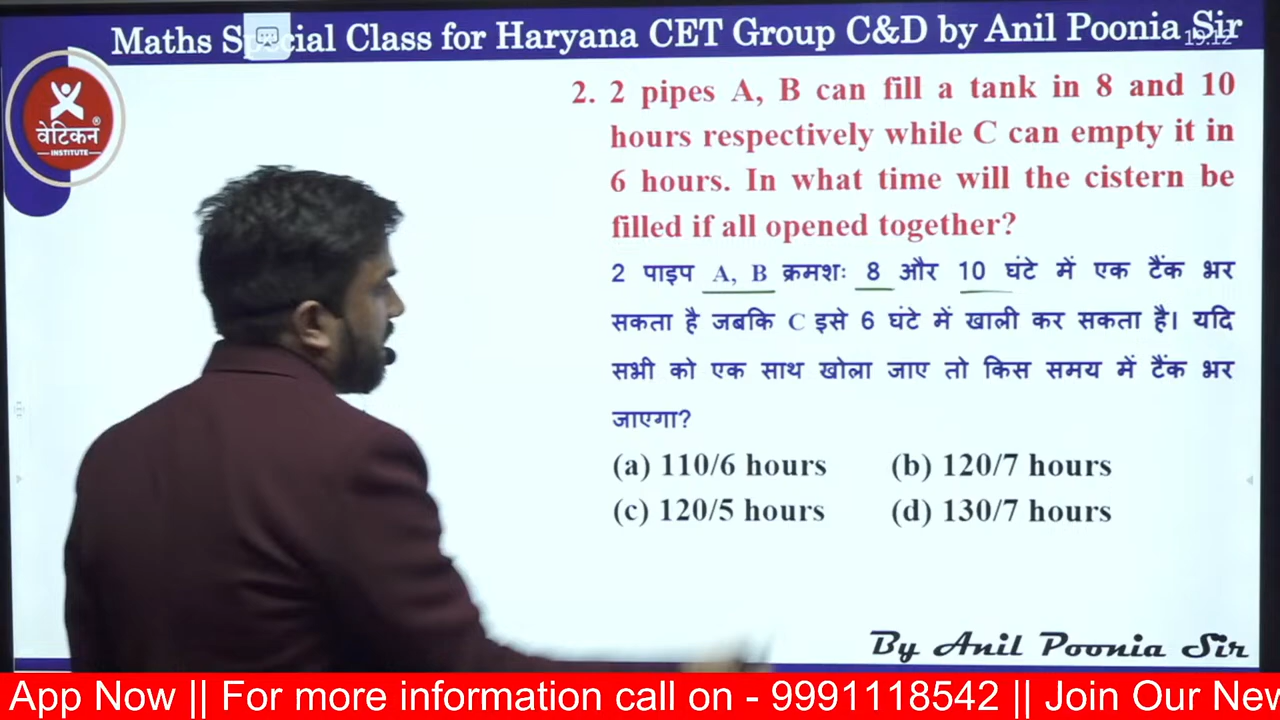 Maths Special Class for Haryana CET Group C&D by Anil Poonia Sir
19:12
वेटिकन
INSTITUTE
2. 2 pipes A, B can fill a tank in 8 and 10
hours respectively while C can empty it in
6 hours. In what time will the cistern be
filled if all opened together?
2 पाइप A, B क्रमशः 8 और 10 घंटे में एक टैंक भर
सकता है जबकि C इसे 6 घंटे में खाली कर सकता है। यदि
सभी को एक साथ खोला जाए तो किस समय में टैंक भर
जाएगा?
(a) 110/6 hours (b) 120/7 hours
(c) 120/5 hours (d) 130/7 hours
By Anil Poonia Sir
App Now || For more information call on - 9991118542 || Join Our New